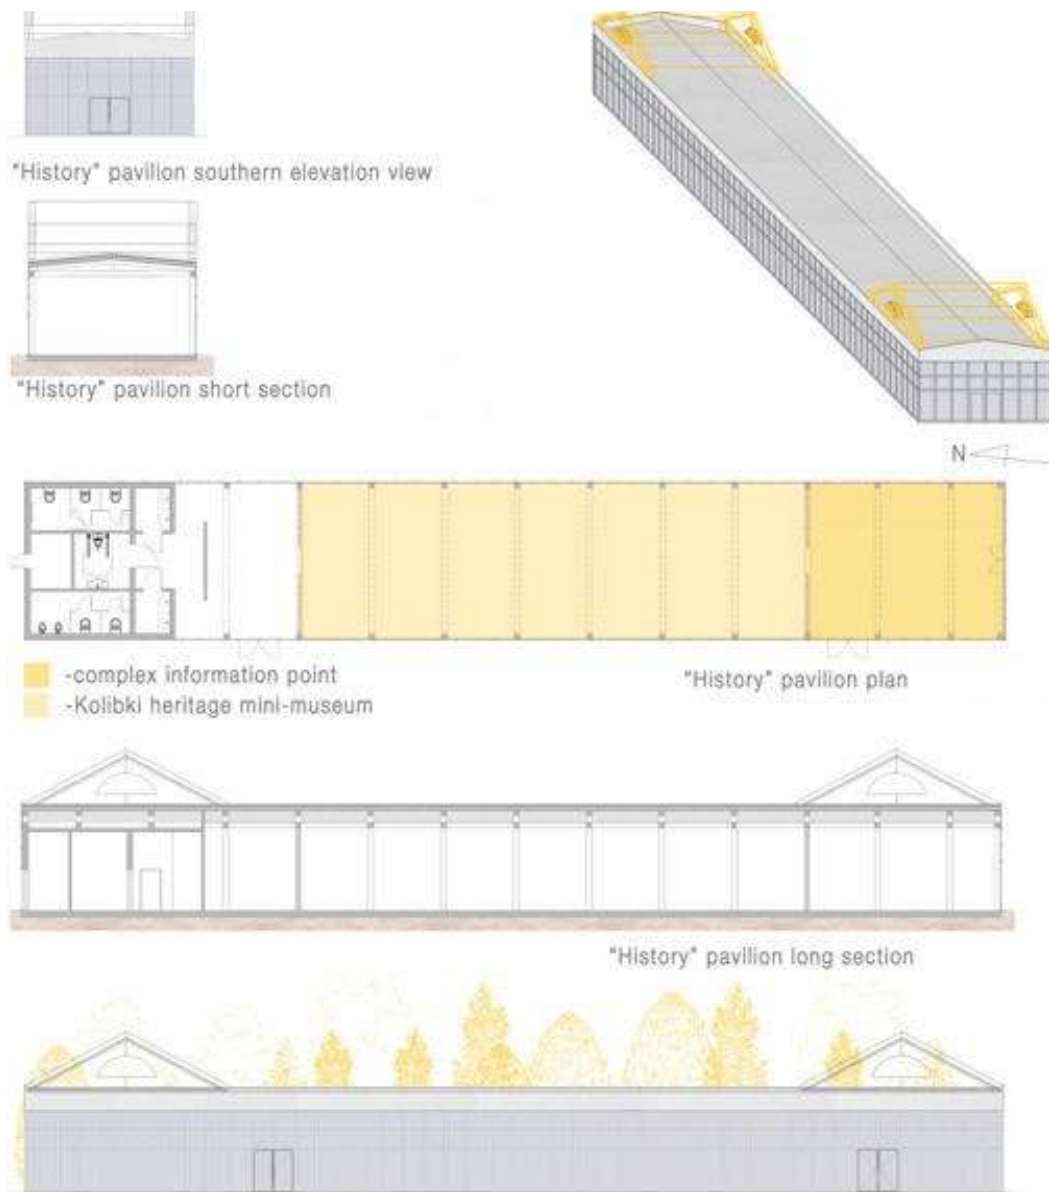 "History" pavilion southern elevation view
"History" pavilion short section
N
-complex information point
-Kolibki heritage mini-museum
"History" pavilion plan
"History" pavilion long section